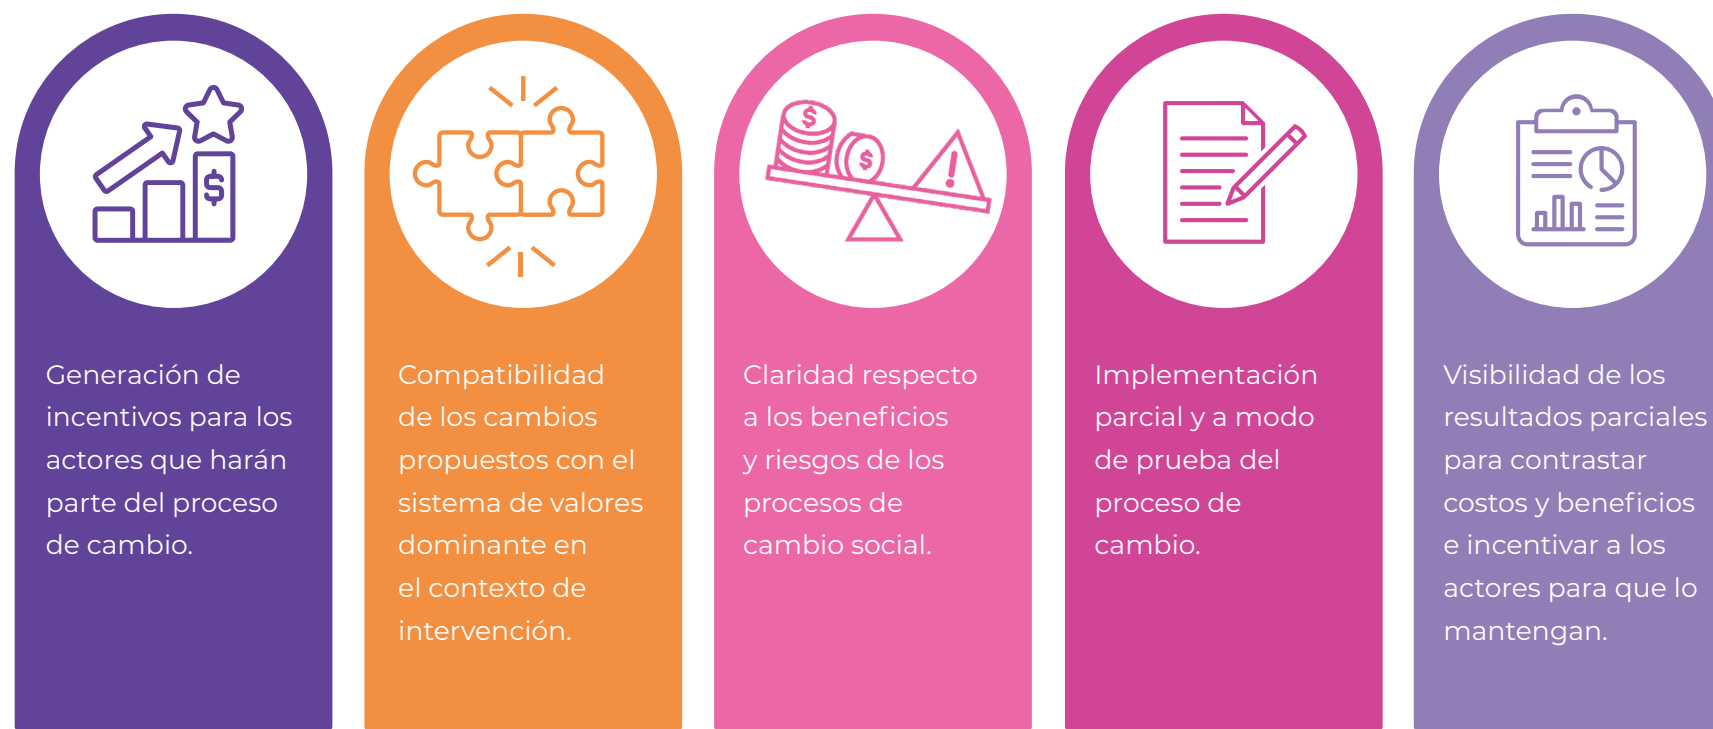 $
$
$
Generación de
incentivos para los
actores que harán
parte del proceso
de cambio.
Compatibilidad
de los cambios
propuestos con el
sistema de valores
dominante en
el contexto de
intervención.
Claridad respecto
a los beneficios
y riesgos de los
procesos de
cambio social.
Implementación
parcial y a modo
de prueba del
proceso de
cambio.
Visibilidad de los
resultados parciales
para contrastar
costos y beneficios
e incentivar a los
actores para que lo
mantengan.